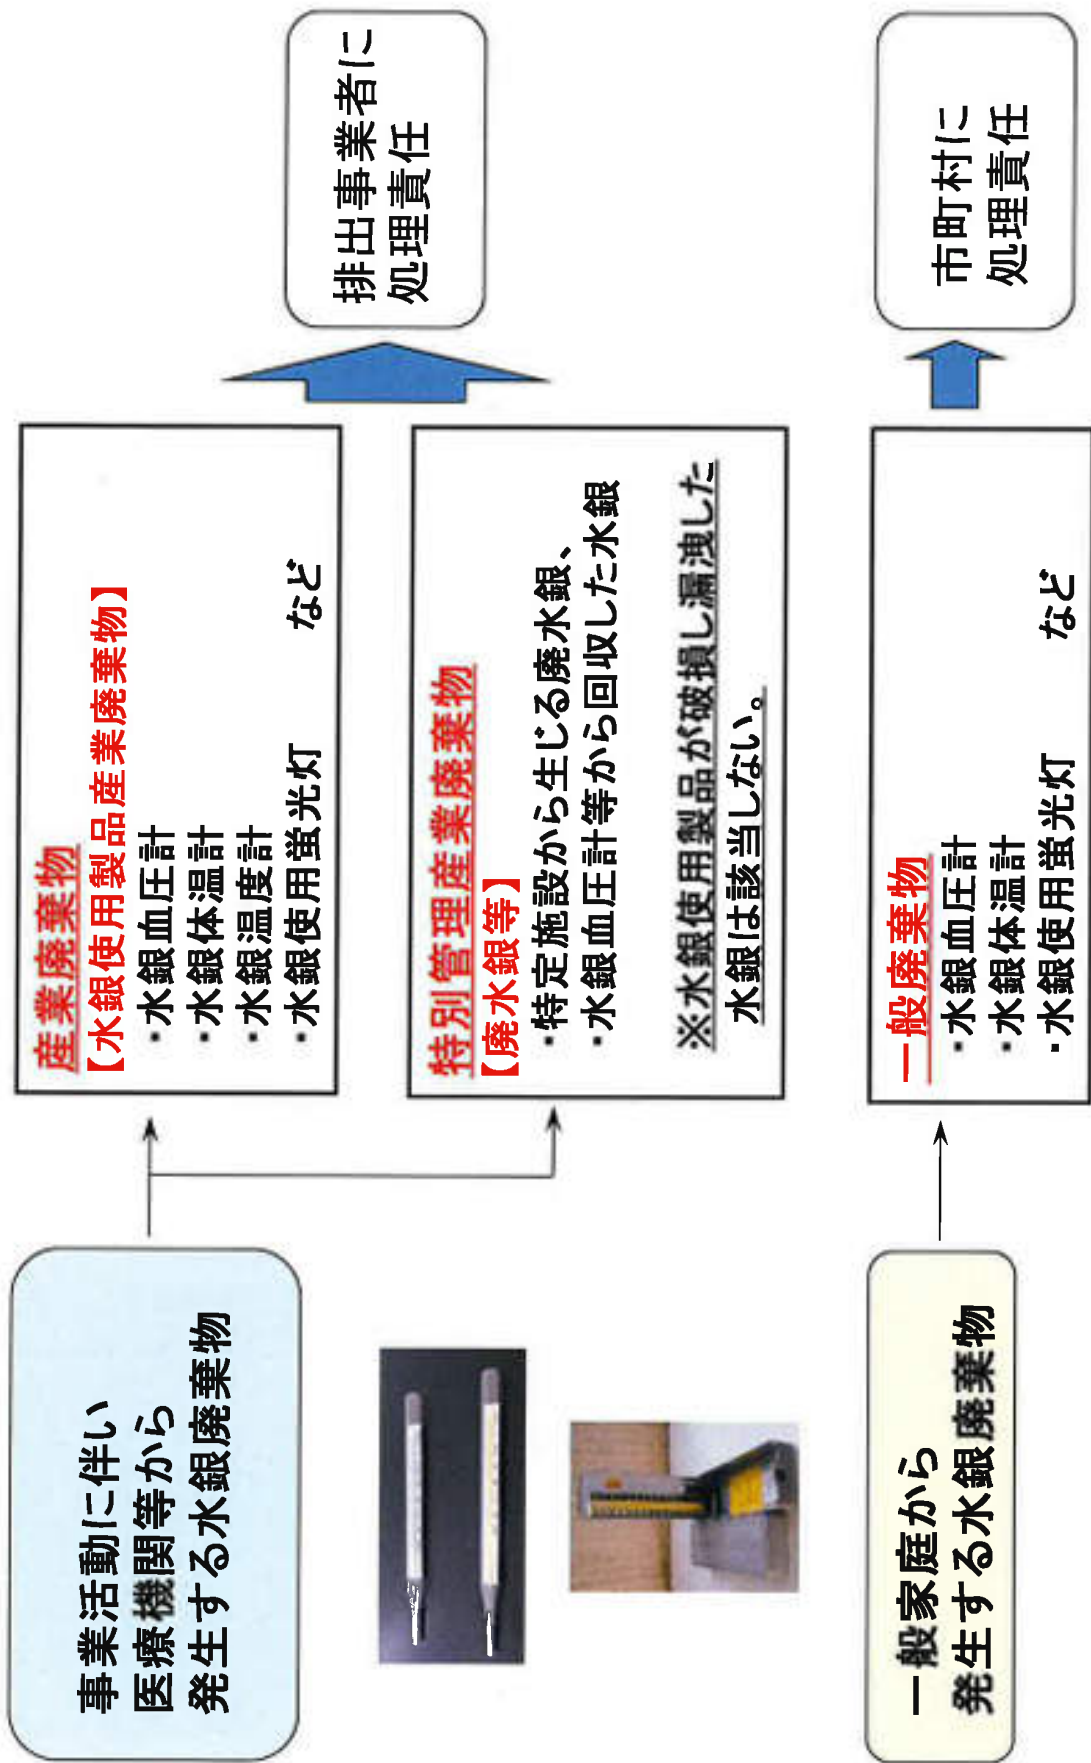 事業活動に伴い
医療機関等から
発生する水銀廃棄物
産業廃棄物
【水銀使用製品産業廃棄物】
・水銀血圧計
・水銀体温計
・水銀温度計
・水銀使用蛍光灯　　など
特別管理産業廃棄物
【廃水銀等】
・特定施設から生じる廃水銀、
・水銀血圧計等から回収した水銀
※水銀使用製品が破損し漏洩した
水銀は該当しない。
排出事業者に
処理責任
一般家庭から
発生する水銀廃棄物
一般廃棄物
・水銀血圧計
・水銀体温計
・水銀使用蛍光灯　　など
市町村に
処理責任